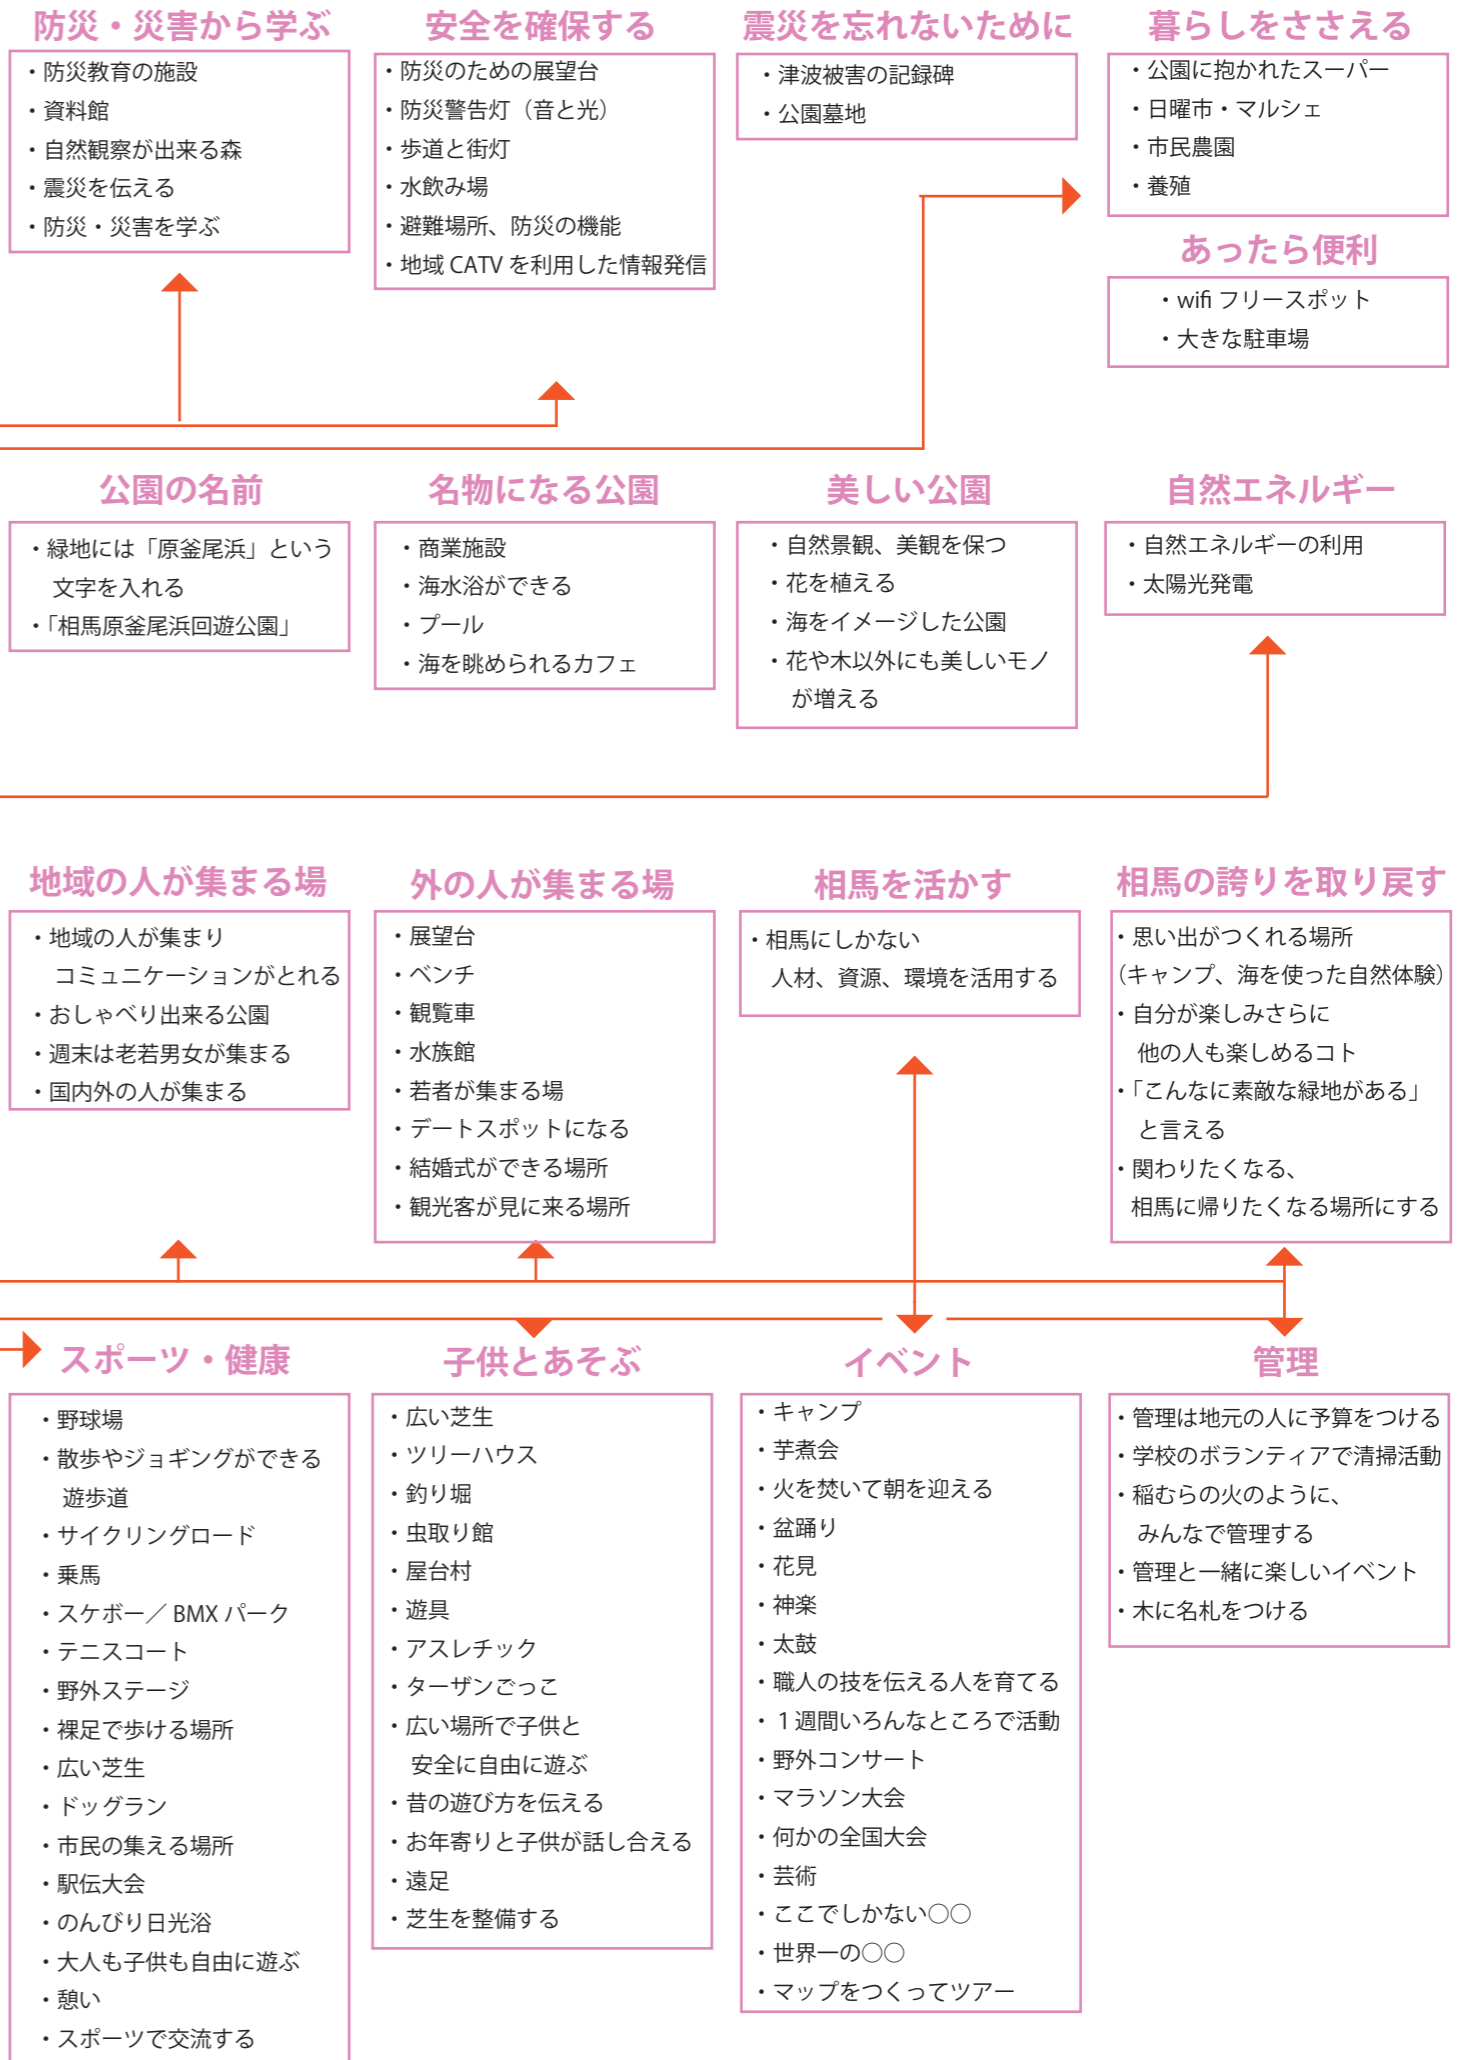 防災・災害から学ぶ
・防災教育の施設
・資料館
・自然観察が出来る森
・震災を伝える
・防災・災害を学ぶ
安全を確保する
・防災のための展望台
・防災警告灯（音と光）
・歩道と街灯
・水飲み場
・避難場所、防災の機能
・地域 CATV を利用した情報発信
震災を忘れないために
・津波被害の記録碑
・公園墓地
暮らしをささえる
・公園に抱かれたスーパー
・日曜市・マルシェ
・市民農園
・養殖
あったら便利
・wifi フリースポット
・大きな駐車場
公園の名前
・緑地には「原釜尾浜」という
文字を入れる
・「相馬原釜尾浜回遊公園」
名物になる公園
・商業施設
・海水浴ができる
・プール
・海を眺められるカフェ
美しい公園
・自然景観、美観を保つ
・花を植える
・海をイメージした公園
・花や木以外にも美しいモノ
が増える
自然エネルギー
・自然エネルギーの利用
・太陽光発電
地域の人が集まる場
・地域の人が集まり
コミュニケーションがとれる
・おしゃべり出来る公園
・週末は老若男女が集まる
・国内外の人が集まる
外の人が集まる場
・展望台
・ベンチ
・観覧車
・水族館
・若者が集まる場
・デートスポットになる
・結婚式ができる場所
・観光客が見に来る場所
相馬を活かす
・相馬にしかない
人材、資源、環境を活用する
相馬の誇りを取り戻す
・思い出がつくれる場所
（キャンプ、海を使った自然体験）
・自分が楽しみさらに
他の人も楽しめるコト
・「こんなに素敵な緑地がある」
と言える
・関わりたくなる、
相馬に帰りたくなる場所にする
スポーツ・健康
・野球場
・散歩やジョギングができる
遊歩道
・サイクリングロード
・乗馬
・スケボー／ BMX パーク
・テニスコート
・野外ステージ
・裸足で歩ける場所
・広い芝生
・ドッグラン
・市民の集える場所
・駅伝大会
・のんびり日光浴
・大人も子供も自由に遊ぶ
・憩い
・スポーツで交流する
子供とあそぶ
・広い芝生
・ツリーハウス
・釣り堀
・虫取り館
・屋台村
・遊具
・アスレチック
・ターザンごっこ
・広い場所で子供と
安全に自由に遊ぶ
・昔の遊び方を伝える
・お年寄りと子供が話し合える
・遠足
・芝生を整備する
イベント
・キャンプ
・芋煮会
・火を焚いて朝を迎える
・盆踊り
・花見
・神楽
・太鼓
・職人の技を伝える人を育てる
・１週間いろんなところで活動
・野外コンサート
・マラソン大会
・何かの全国大会
・芸術
・ここでしかない〇〇
・世界一の〇〇
・マップをつくってツアー
管理
・管理は地元の人に予算をつける
・学校のボランティアで清掃活動
・稲むらの火のように、
みんなで管理する
・管理と一緒に楽しいイベント
・木に名札をつける